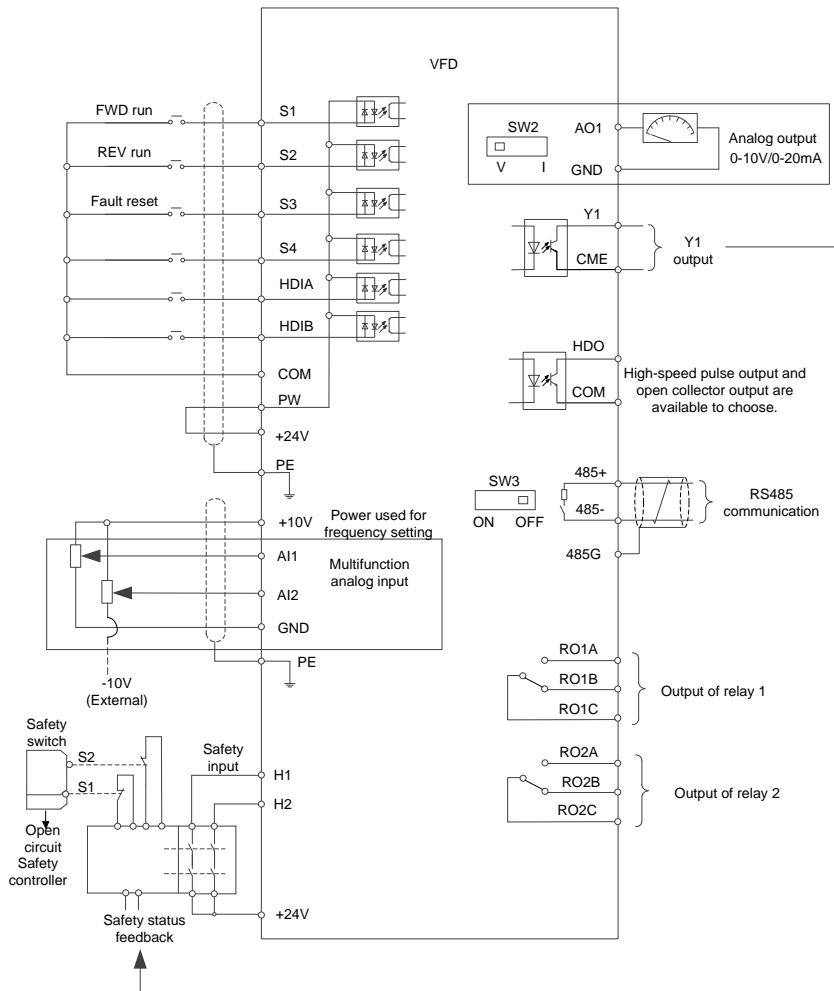 VFD
FWD run
S1
REV run
S2
Fault reset
S3
S4
HDIA
HDIB
COM
PW
+24V
PE
SW2
V I
AO1
GND
Analog output
0-10V/0-20mA
Y1
CME
Y1
output
HDO
COM
High-speed pulse output and
open collector output are
available to choose.
SW3
ON OFF
485+
485-
485G
RS485
communication
+10V
Power used for
frequency setting
AI1
AI2
GND
Multifunction
analog input
PE
-10V
(External)
RO1A
RO1B
RO1C
Output of relay 1
RO2A
RO2B
RO2C
Output of relay 2
Safety
switch
S2
S1
Open
circuit
Safety
controller
Safety
input
H1
H2
+24V
Safety status
feedback